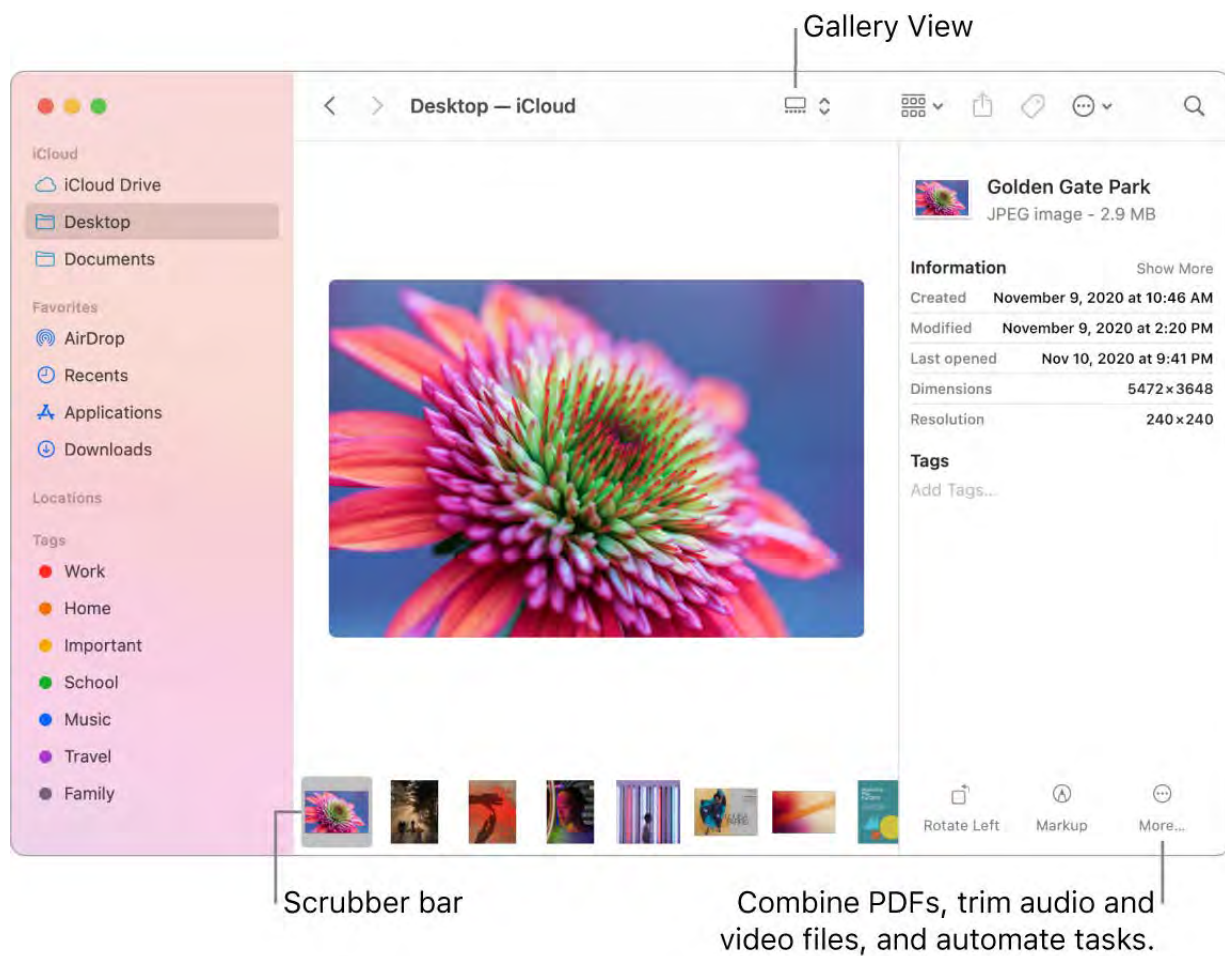 Gallery View
Desktop — iCloud
iCloud
iCloud Drive
Desktop
Documents
Favorites
AirDrop
Recents
Applications
Downloads
Locations
Tags
Work
Home
Important
School
Music
Travel
Family
Golden Gate Park
JPEG image - 2.9 MB
Information Show More
Created November 9, 2020 at 10:46 AM
Modified November 9, 2020 at 2:20 PM
Last opened Nov 10, 2020 at 9:41 PM
Dimensions 5472×3648
Resolution 240×240
Tags
Add Tags...
Rotate Left Markup More...
Scrubber bar
Combine PDFs, trim audio and
video files, and automate tasks.